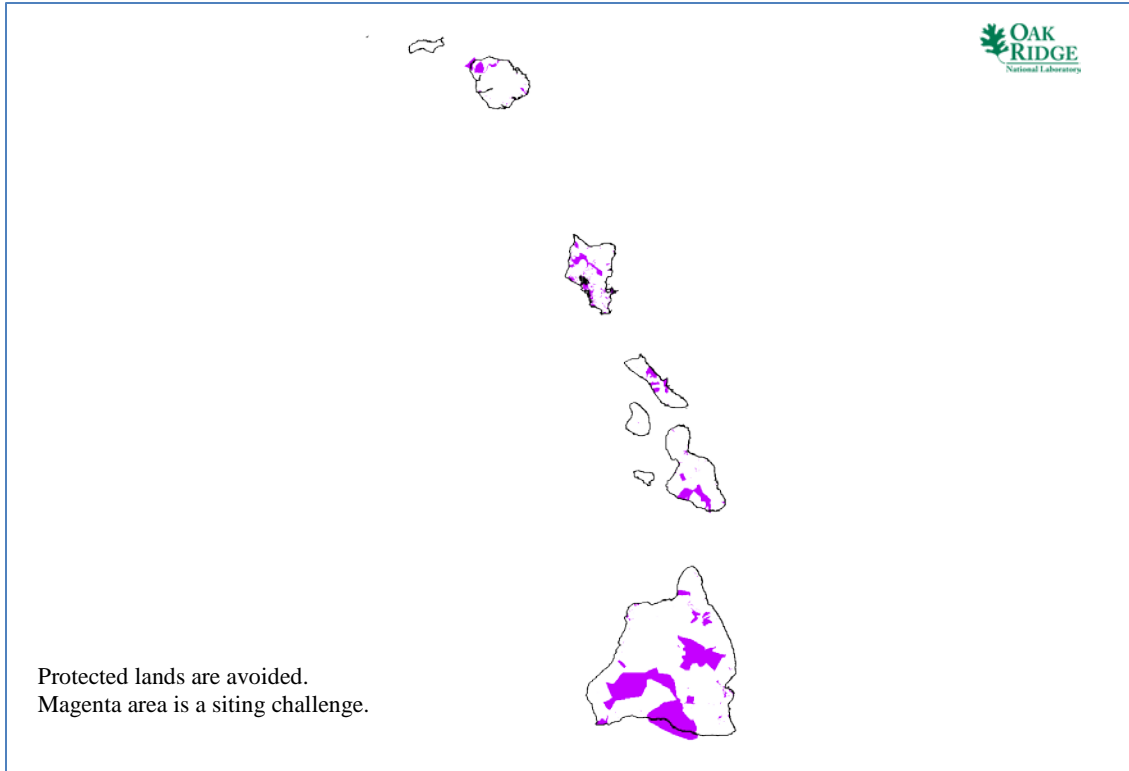 OAK
RIDGE
National Laboratory
Protected lands are avoided.
Magenta area is a siting challenge.